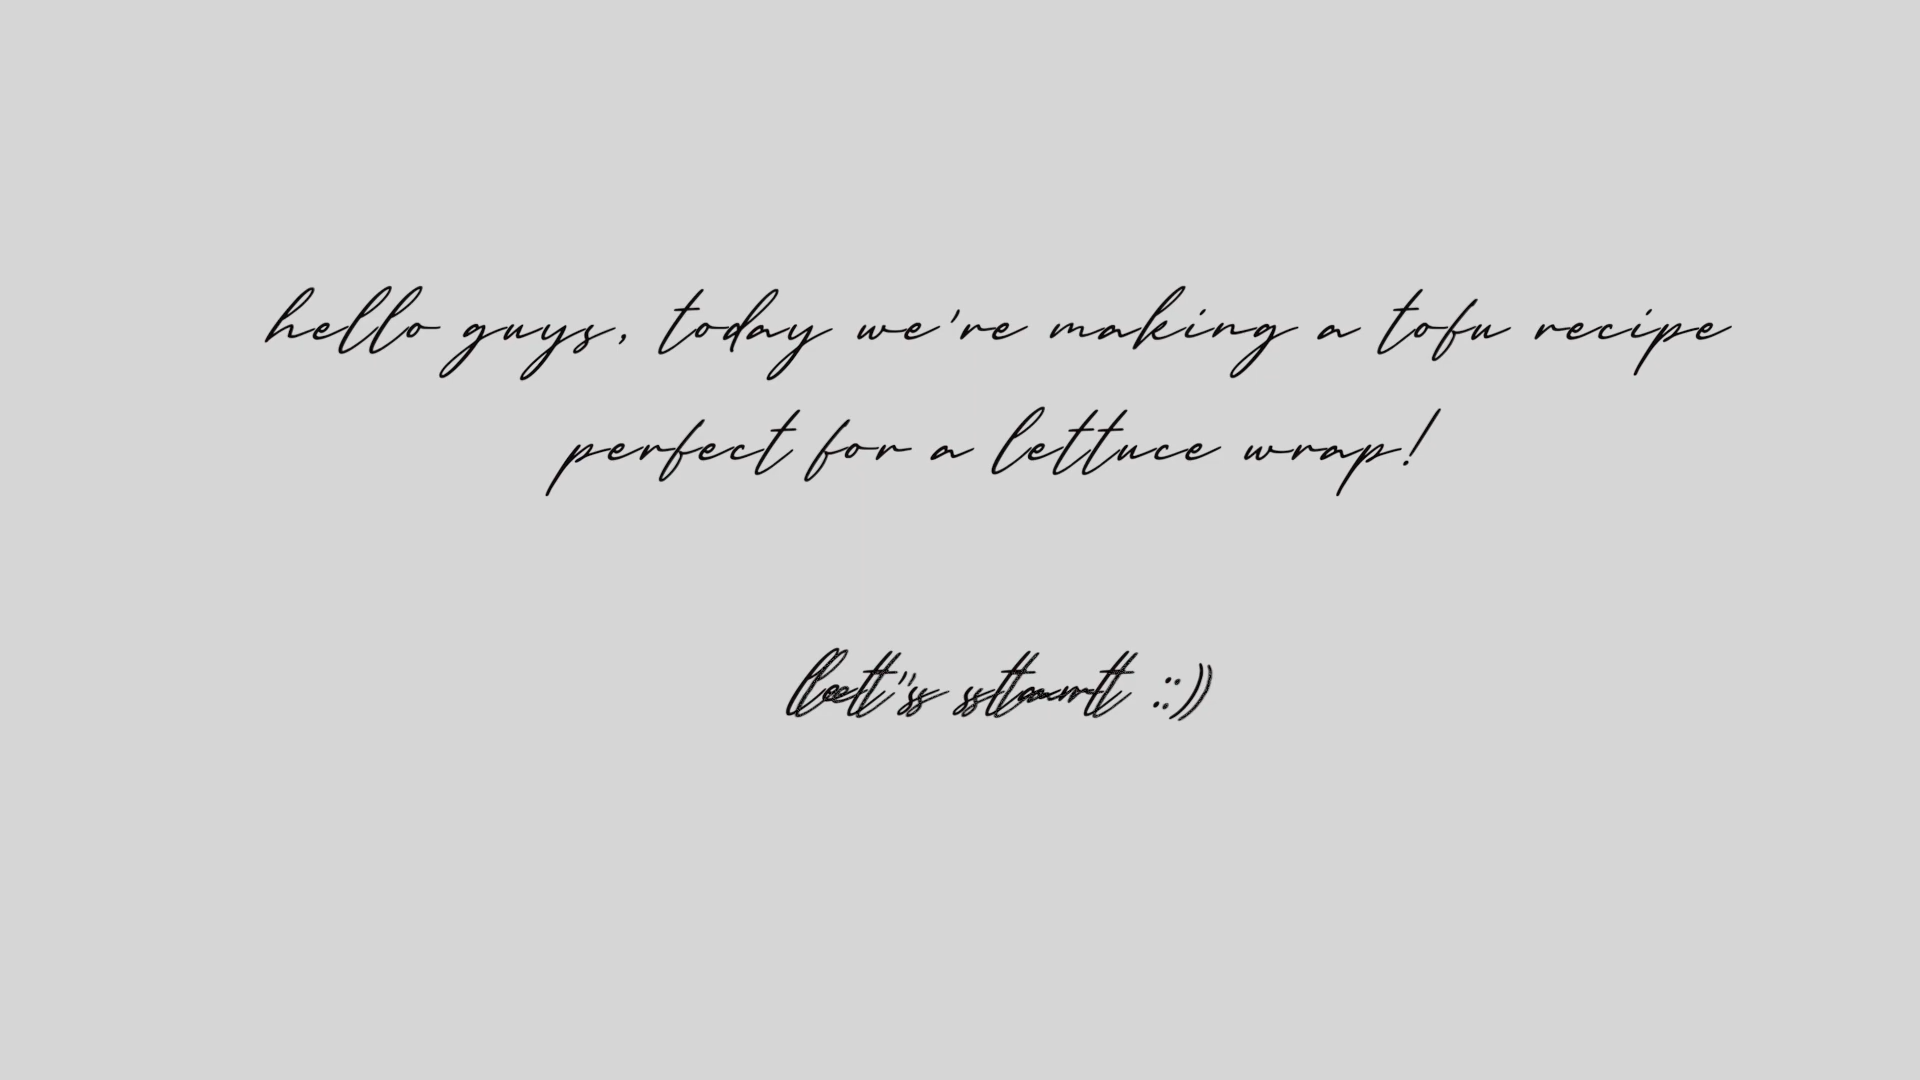 hello guys, today we're making a tofu recipe
perfect for a lettuce wrap!
let's start :)